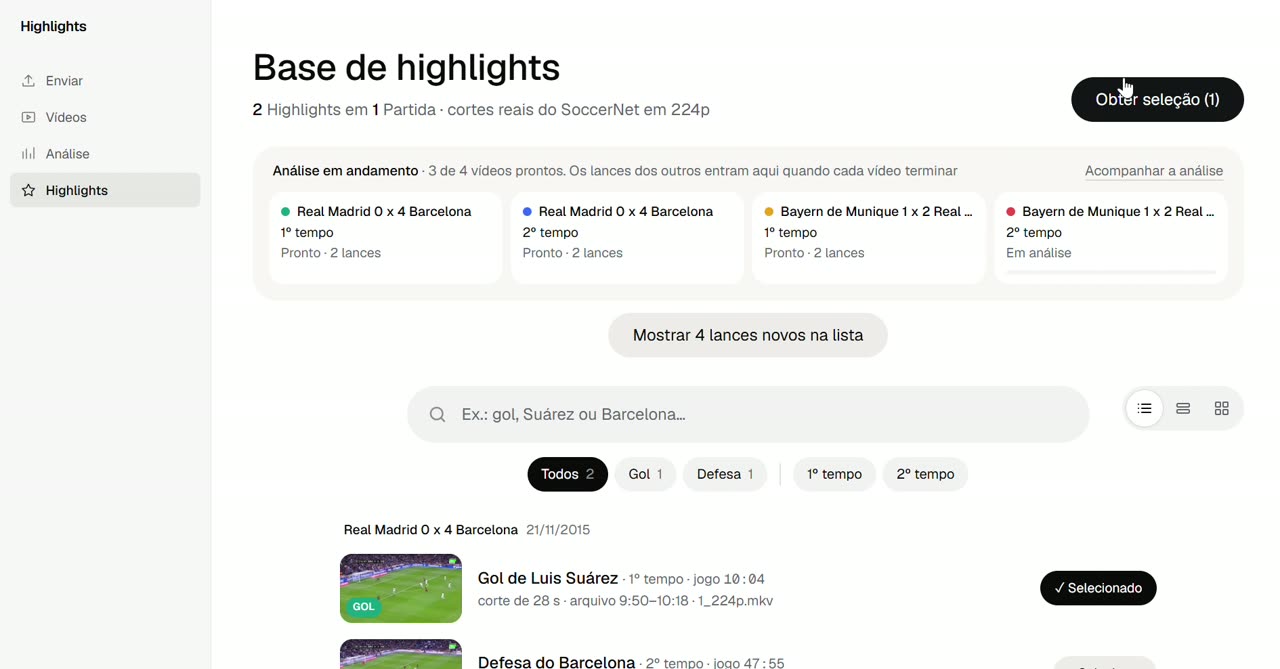 Highlights
Enviar
Vídeos
Análise
Highlights
Base de highlights
2 Highlights em 1 Partida · cortes reais do SoccerNet em 224p
Obter seleção (1)
Análise em andamento · 3 de 4 vídeos prontos. Os lances dos outros entram aqui quando cada vídeo terminar
Acompanhar a análise
Real Madrid 0 x 4 Barcelona
1º tempo
Pronto · 2 lances
Real Madrid 0 x 4 Barcelona
2º tempo
Pronto · 2 lances
Bayern de Munique 1 x 2 Real ...
1º tempo
Pronto · 2 lances
Bayern de Munique 1 x 2 Real ...
2º tempo
Em análise
Mostrar 4 lances novos na lista
Ex.: gol, Suárez ou Barcelona...
Todos 2
Gol 1
Defesa 1
1º tempo
2º tempo
Real Madrid 0 x 4 Barcelona 21/11/2015
GOL
Gol de Luis Suárez · 1º tempo · jogo 10:04
corte de 28 s · arquivo 9:50–10:18 · 1_224p.mkv
✓ Selecionado
Defesa do Barcelona · 2º tempo · jogo 47:55